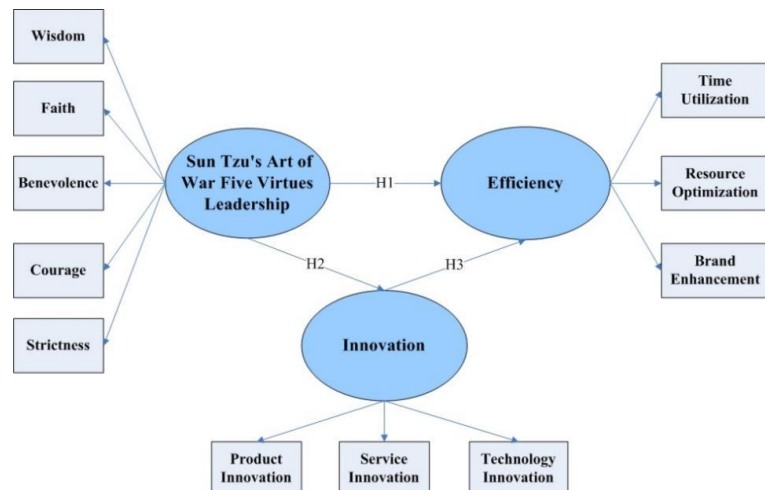 Wisdom
Faith
Benevolence
Courage
Strictness
Sun Tzu's Art of
War Five Virtues
Leadership
H1
H2
H3
Efficiency
Time
Utilization
Resource
Optimization
Brand
Enhancement
Innovation
Product
Innovation
Service
Innovation
Technology
Innovation